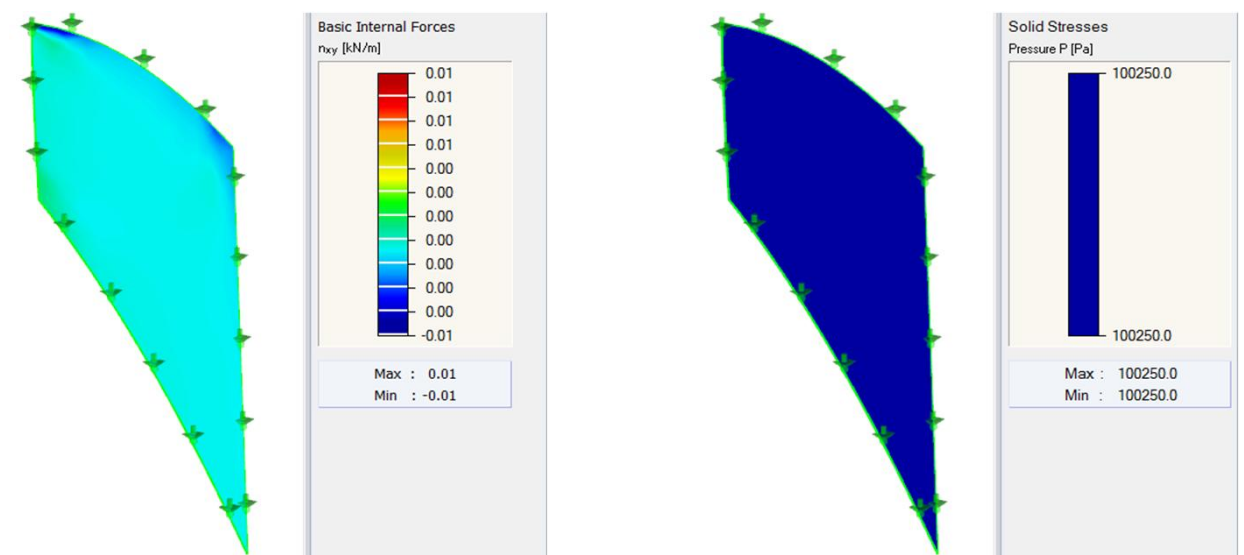 Basic Internal Forces
nxy [kN/m]
0.01
0.01
0.01
0.01
0.00
0.00
0.00
0.00
0.00
0.00
0.00
-0.01
Max : 0.01
Min : -0.01
Solid Stresses
Pressure P [Pa]
100250.0
100250.0
Max : 100250.0
Min : 100250.0